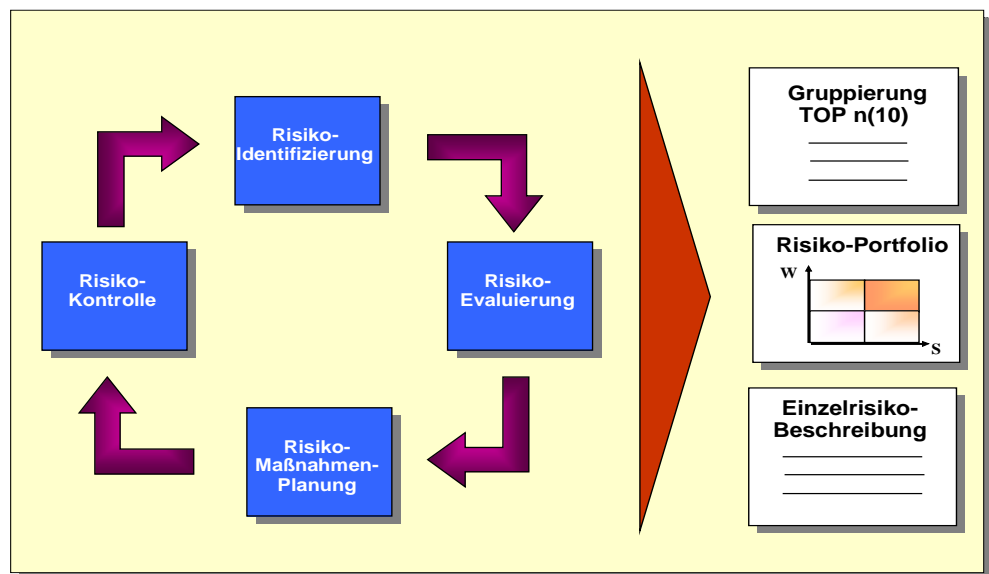 Risiko-
Identifizierung
Risiko-
Evaluierung
Risiko-
Maßnahmen-
Planung
Risiko-
Kontrolle
Gruppierung
TOP n(10)
Risiko-Portfolio
W
S
Einzelrisiko-
Beschreibung